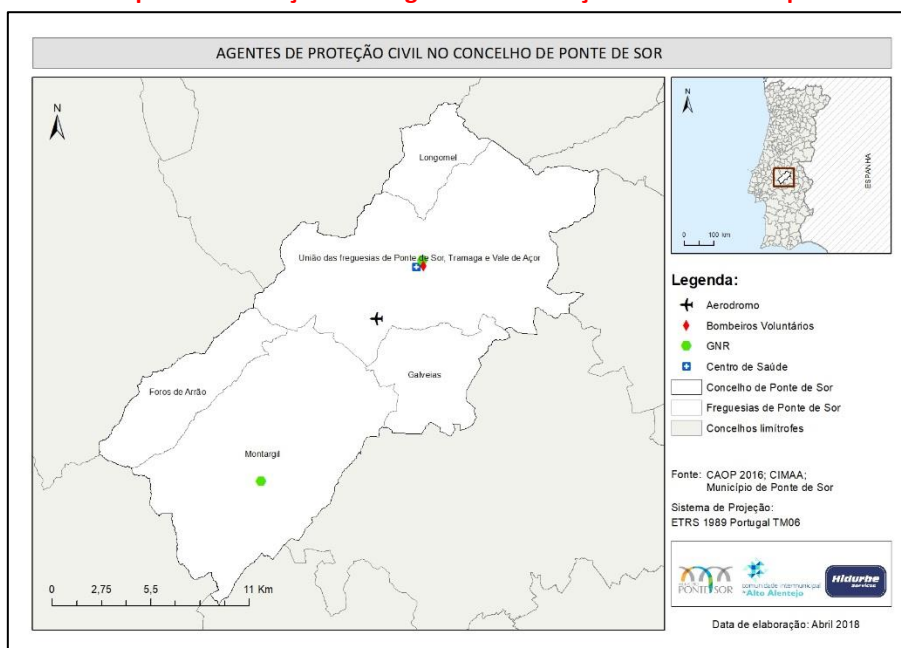 AGENTES DE PROTEÇÃO CIVIL NO CONCELHO DE PONTE DE SOR
N
Longomel
União das freguesias de Ponte de Sor, Tramaga e Vale de Açor
Galveias
Foros de Arrão
Montargil
0 2,75 5,5 11 Km
N
ESPANHA
0 100 km
Legenda:
Aerodromo
Bombeiros Voluntários
GNR
Centro de Saúde
Concelho de Ponte de Sor
Freguesias de Ponte de Sor
Concelhos limítrofes
Fonte: CAOP 2016; CIMAA;
Município de Ponte de Sor
Sistema de Projeção:
ETRS 1989 Portugal TM06
PONTE SOR
comunidade intermunicipal
Alto Alentejo
Hidurbe
Serviços
Data de elaboração: Abril 2018